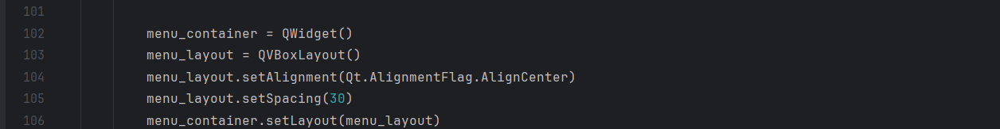 101
102 menu_container = QWidget()
103 menu_layout = QVBoxLayout()
104 menu_layout.setAlignment(Qt.AlignmentFlag.AlignCenter)
105 menu_layout.setSpacing(30)
106 menu_container.setLayout(menu_layout)